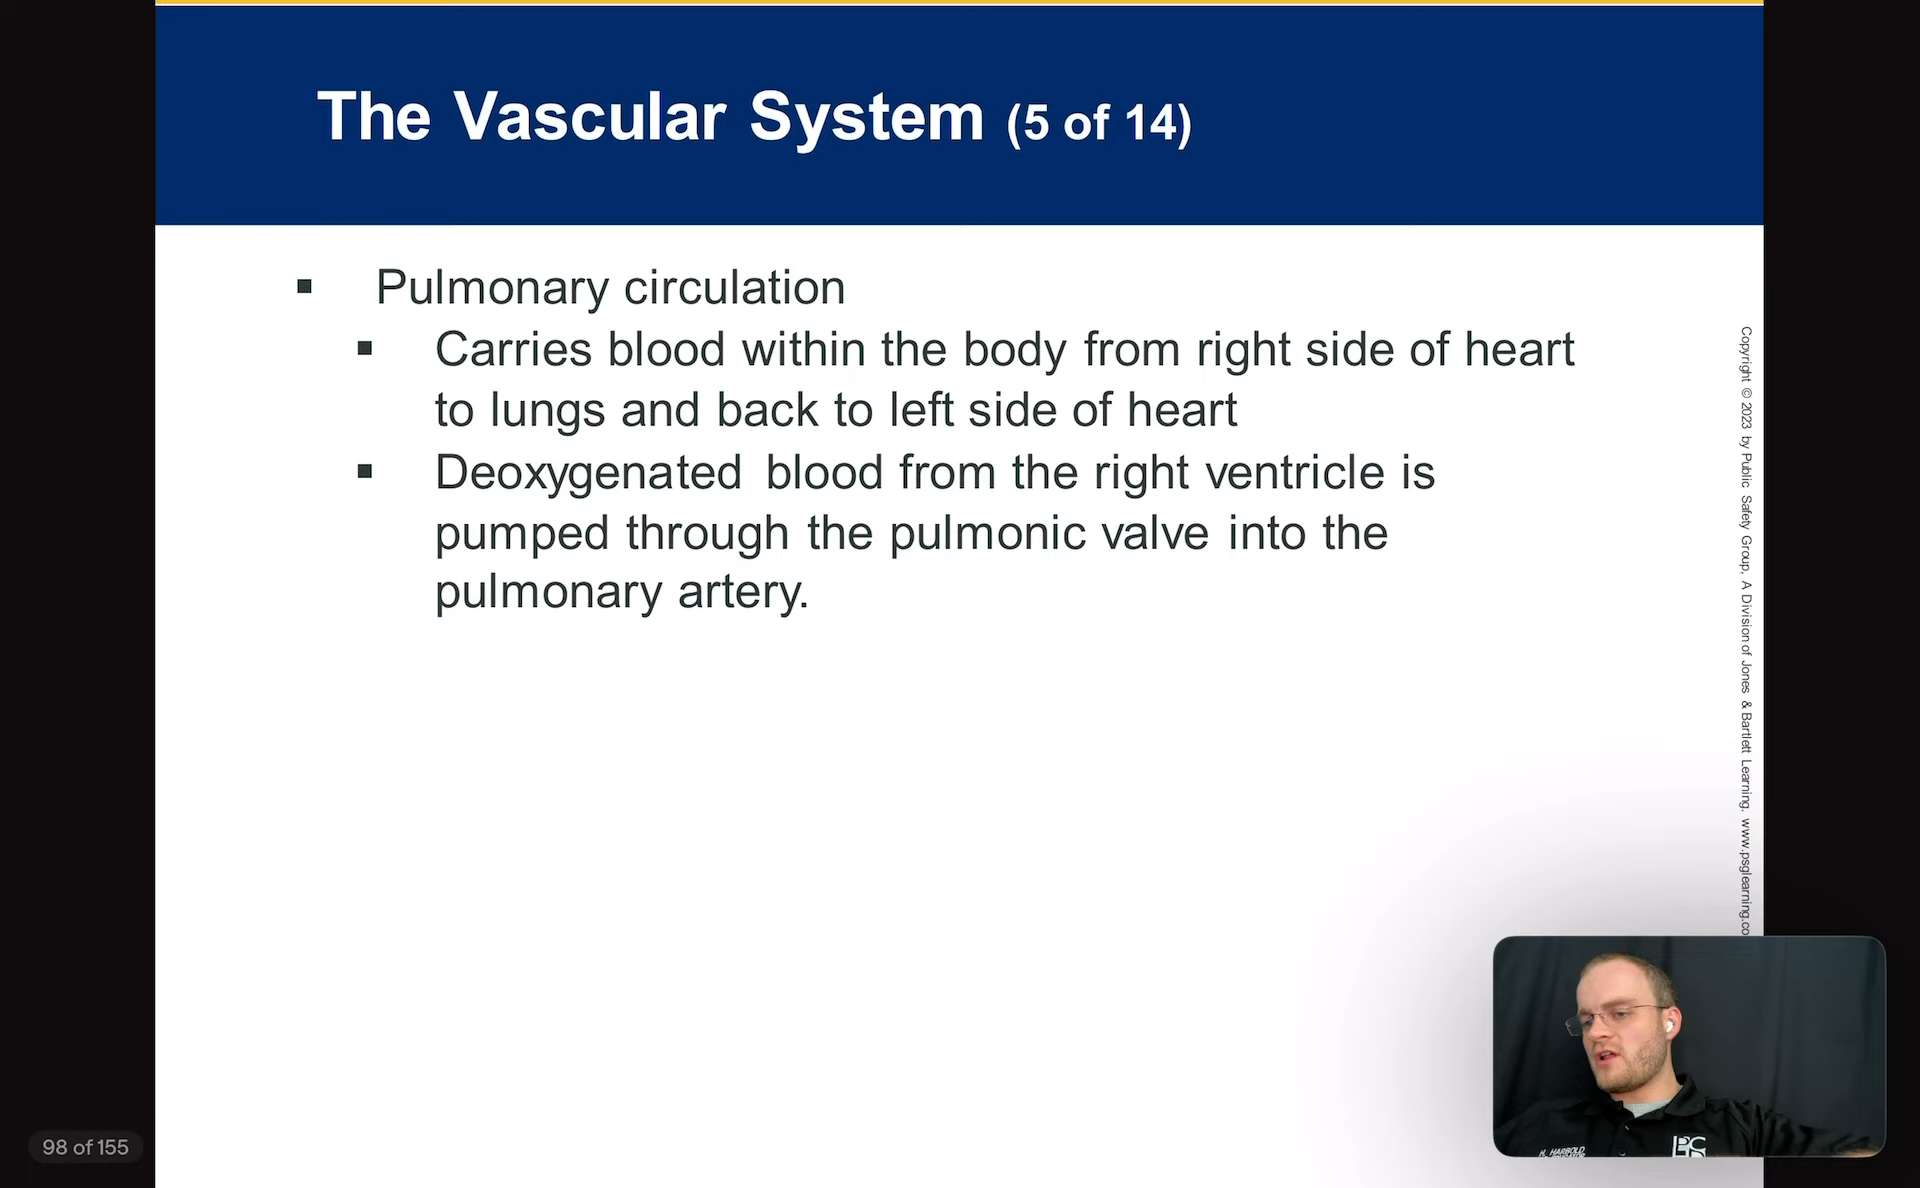 The Vascular System (5 of 14)
▪ Pulmonary circulation
▪ Carries blood within the body from right side of heart
to lungs and back to left side of heart
▪ Deoxygenated blood from the right ventricle is
pumped through the pulmonic valve into the
pulmonary artery.
Copyright © 2023 by Public Safety Group, A Division of Jones & Bartlett Learning. www.psglearning.co
98 of 155
H. HARBOLD